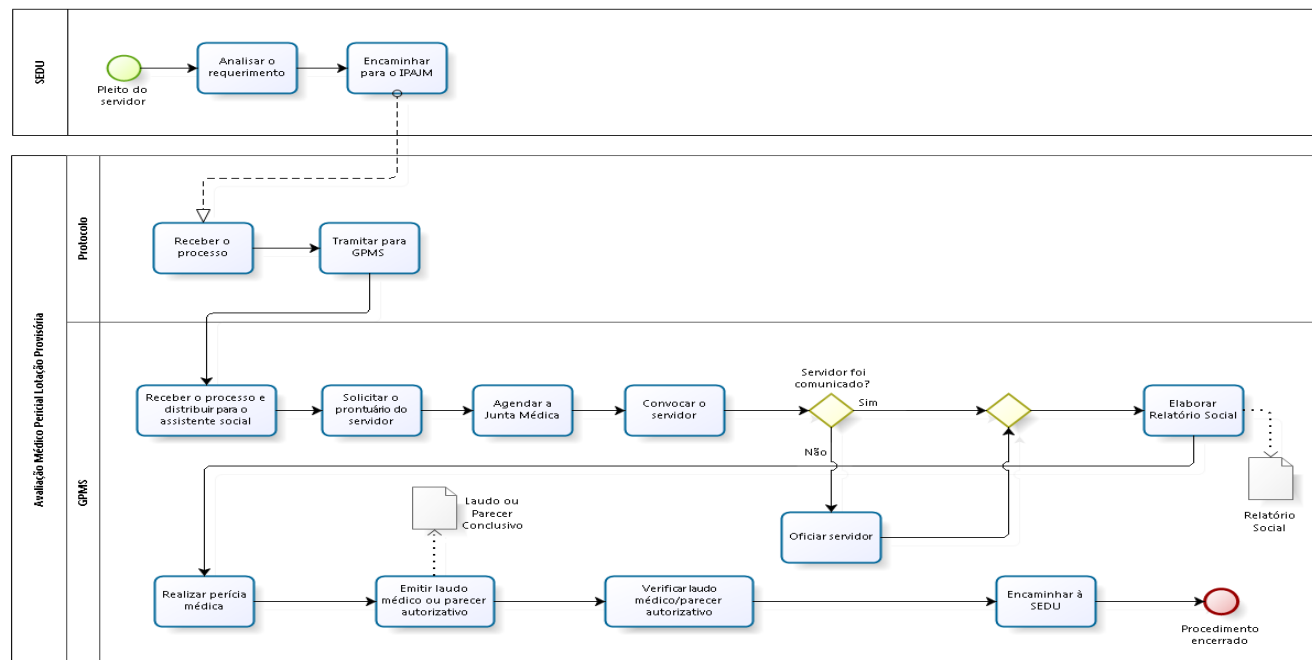 SEDU
Pleito do
servidor
Analisar o
requerimento
Encaminhar
para o IPAJM
Avaliação Médico Pericial Lotação Provisória
Protocolo
Receber o
processo
Tramitar para
GPMS
GPMS
Receber o processo e
distribuir para o
assistente social
Solicitar o
prontuário do
servidor
Agendar a
Junta Médica
Convocar o
servidor
Servidor foi
comunicado?
Sim
Não
Oficiar servidor
Elaborar
Relatório Social
Relatório
Social
Realizar perícia
médica
Emitir laudo
médico ou parecer
autorizativo
Laudo ou
Parecer
Conclusivo
Verificar laudo
médico/parecer
autorizativo
Encaminhar à
SEDU
Procedimento
encerrado